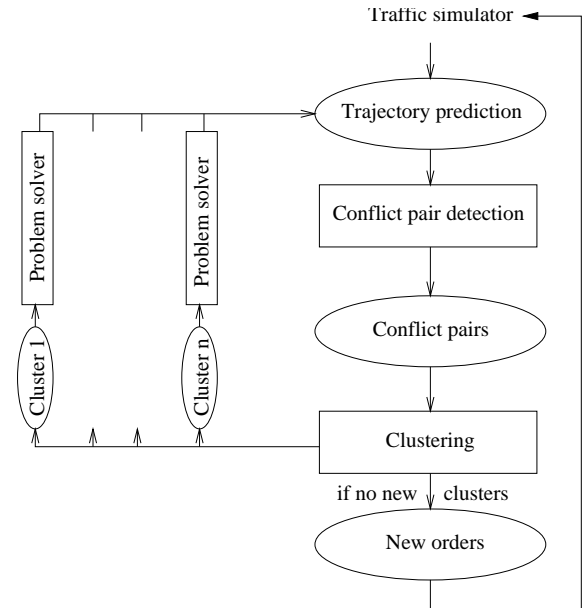 Traffic simulator
Trajectory prediction
Problem solver
Problem solver
Conflict pair detection
Conflict pairs
Cluster 1
Cluster n
Clustering
if no new clusters
New orders